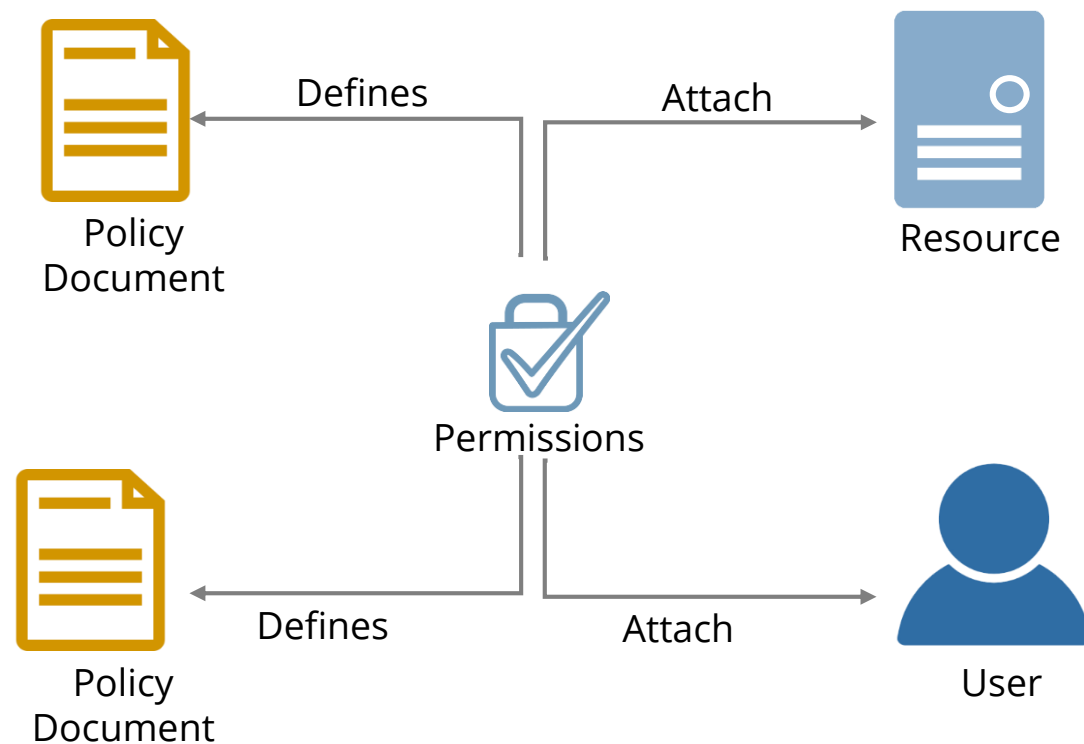 Defines
Attach
Policy
Document
Resource
Permissions
Defines
Attach
Policy
Document
User